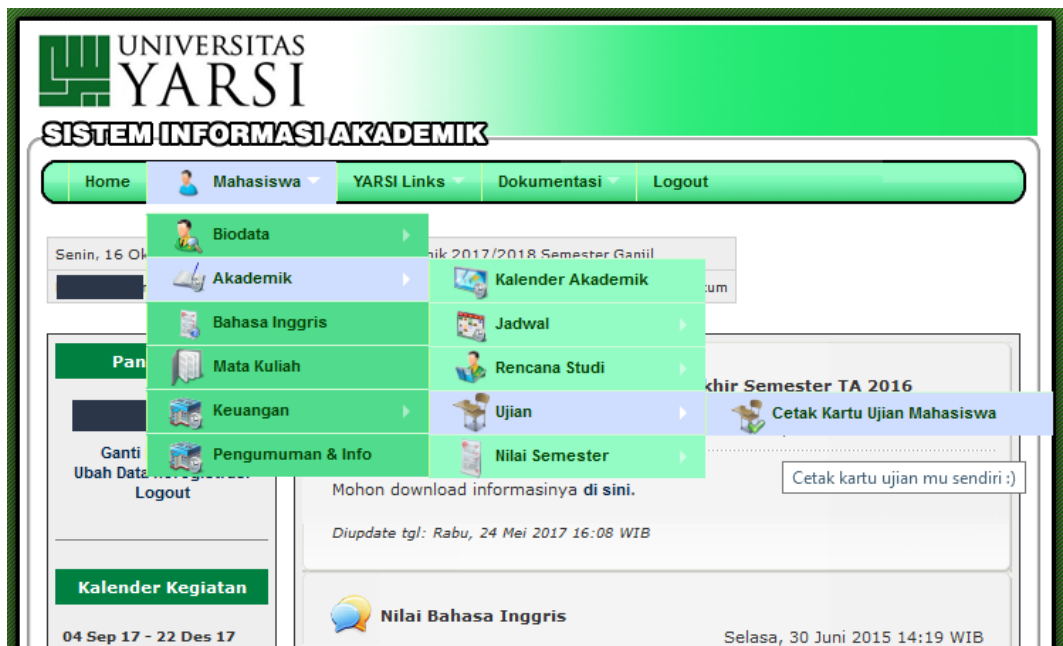 UNIVERSITAS
YARSI
SISTEM INFORMASI AKADEMIK
Home Mahasiswa YARSI Links Dokumentasi Logout
Senin, 16 Ok
2017/2018 Semester Ganjil
Biodata
Akademik
Bahasa Inggris
Mata Kuliah
Keuangan
Pengumuman & Info
Kalender Akademik
Jadwal
Rencana Studi
Ujian
Nilai Semester
Cetak Kartu Ujian Mahasiswa
Cetak kartu ujian mu sendiri :)
Pan
Ganti
Ubah Data
Logout
khir Semester TA 2016
Mohon download informasinya di sini.
Diupdate tgl: Rabu, 24 Mei 2017 16:08 WIB
Kalender Kegiatan
04 Sep 17 - 22 Des 17
Nilai Bahasa Inggris
Selasa, 30 Juni 2015 14:19 WIB